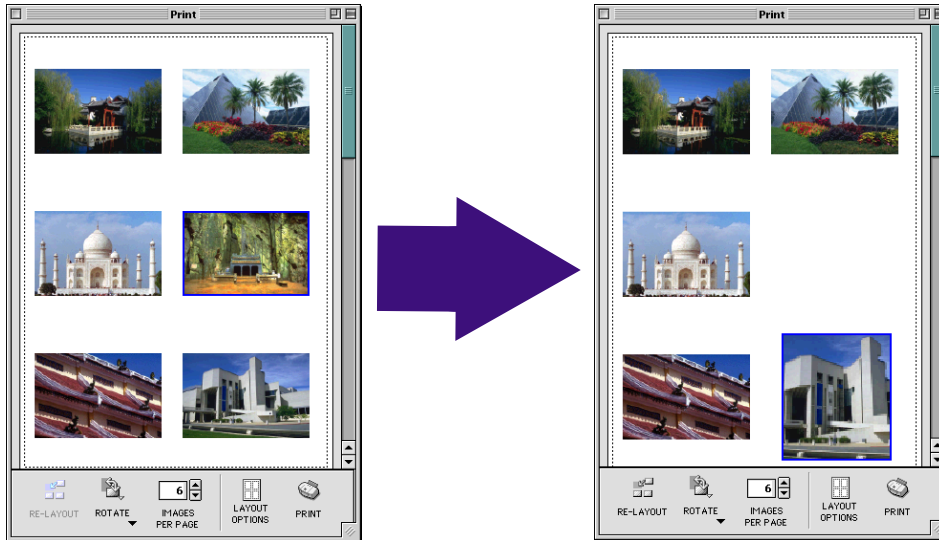 Print
6
RE-LAYOUT
ROTATE
IMAGES
PER PAGE
LAYOUT
OPTIONS
PRINT
Print
6
RE-LAYOUT
ROTATE
IMAGES
PER PAGE
LAYOUT
OPTIONS
PRINT